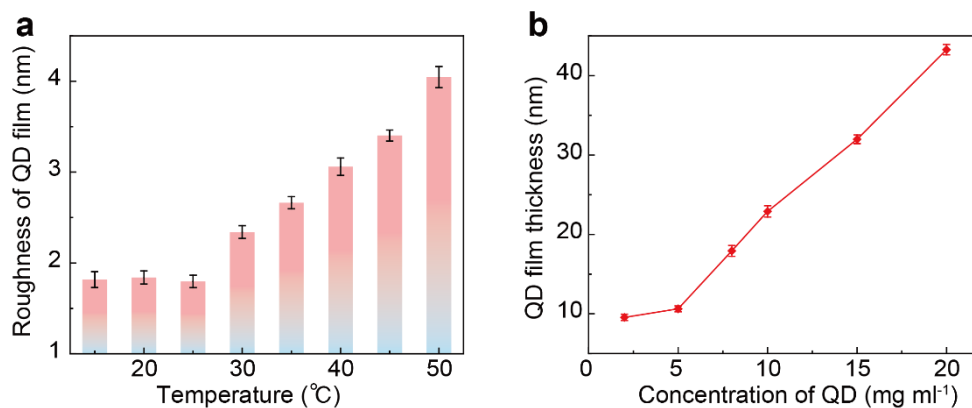 a
Roughness of QD film (nm)
4
3
2
1
20
30
40
50
Temperature (℃)
b
QD film thickness (nm)
40
30
20
10
0
5
10
15
20
Concentration of QD (mg ml⁻¹)